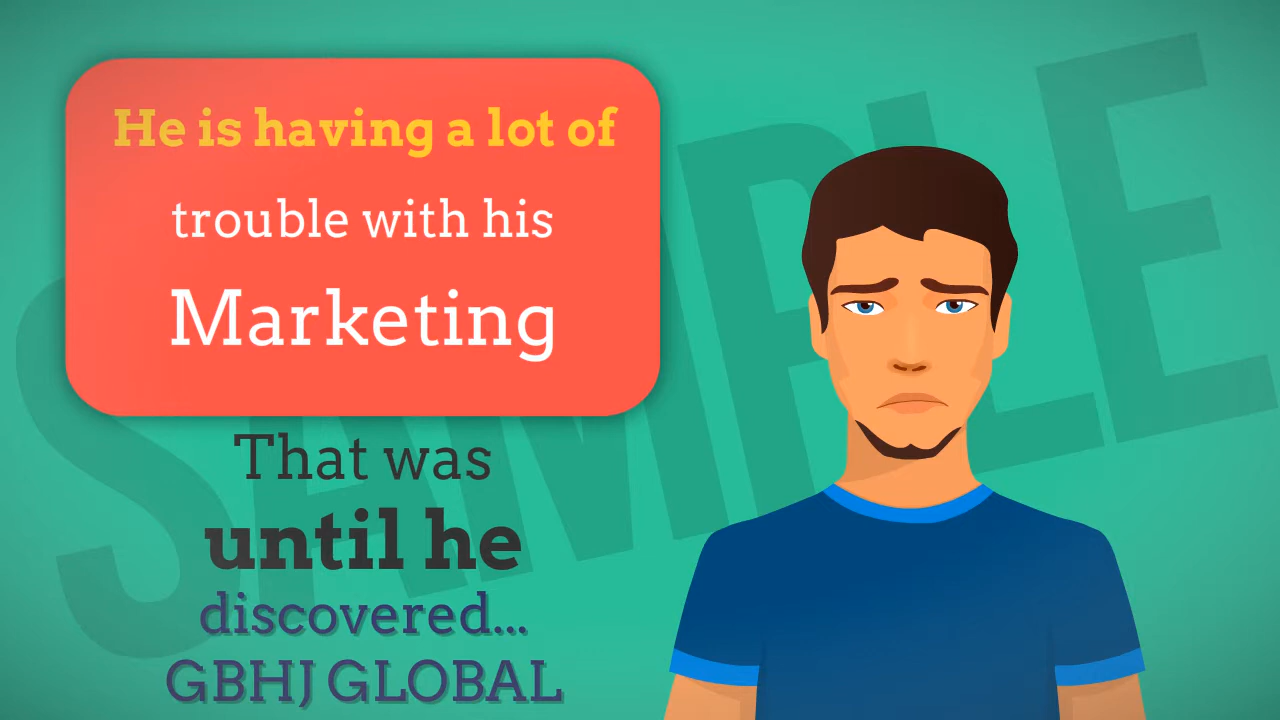 He is having a lot of
trouble with his
Marketing
That was
until he
discovered...
GBHJ GLOBAL
SAMPLE